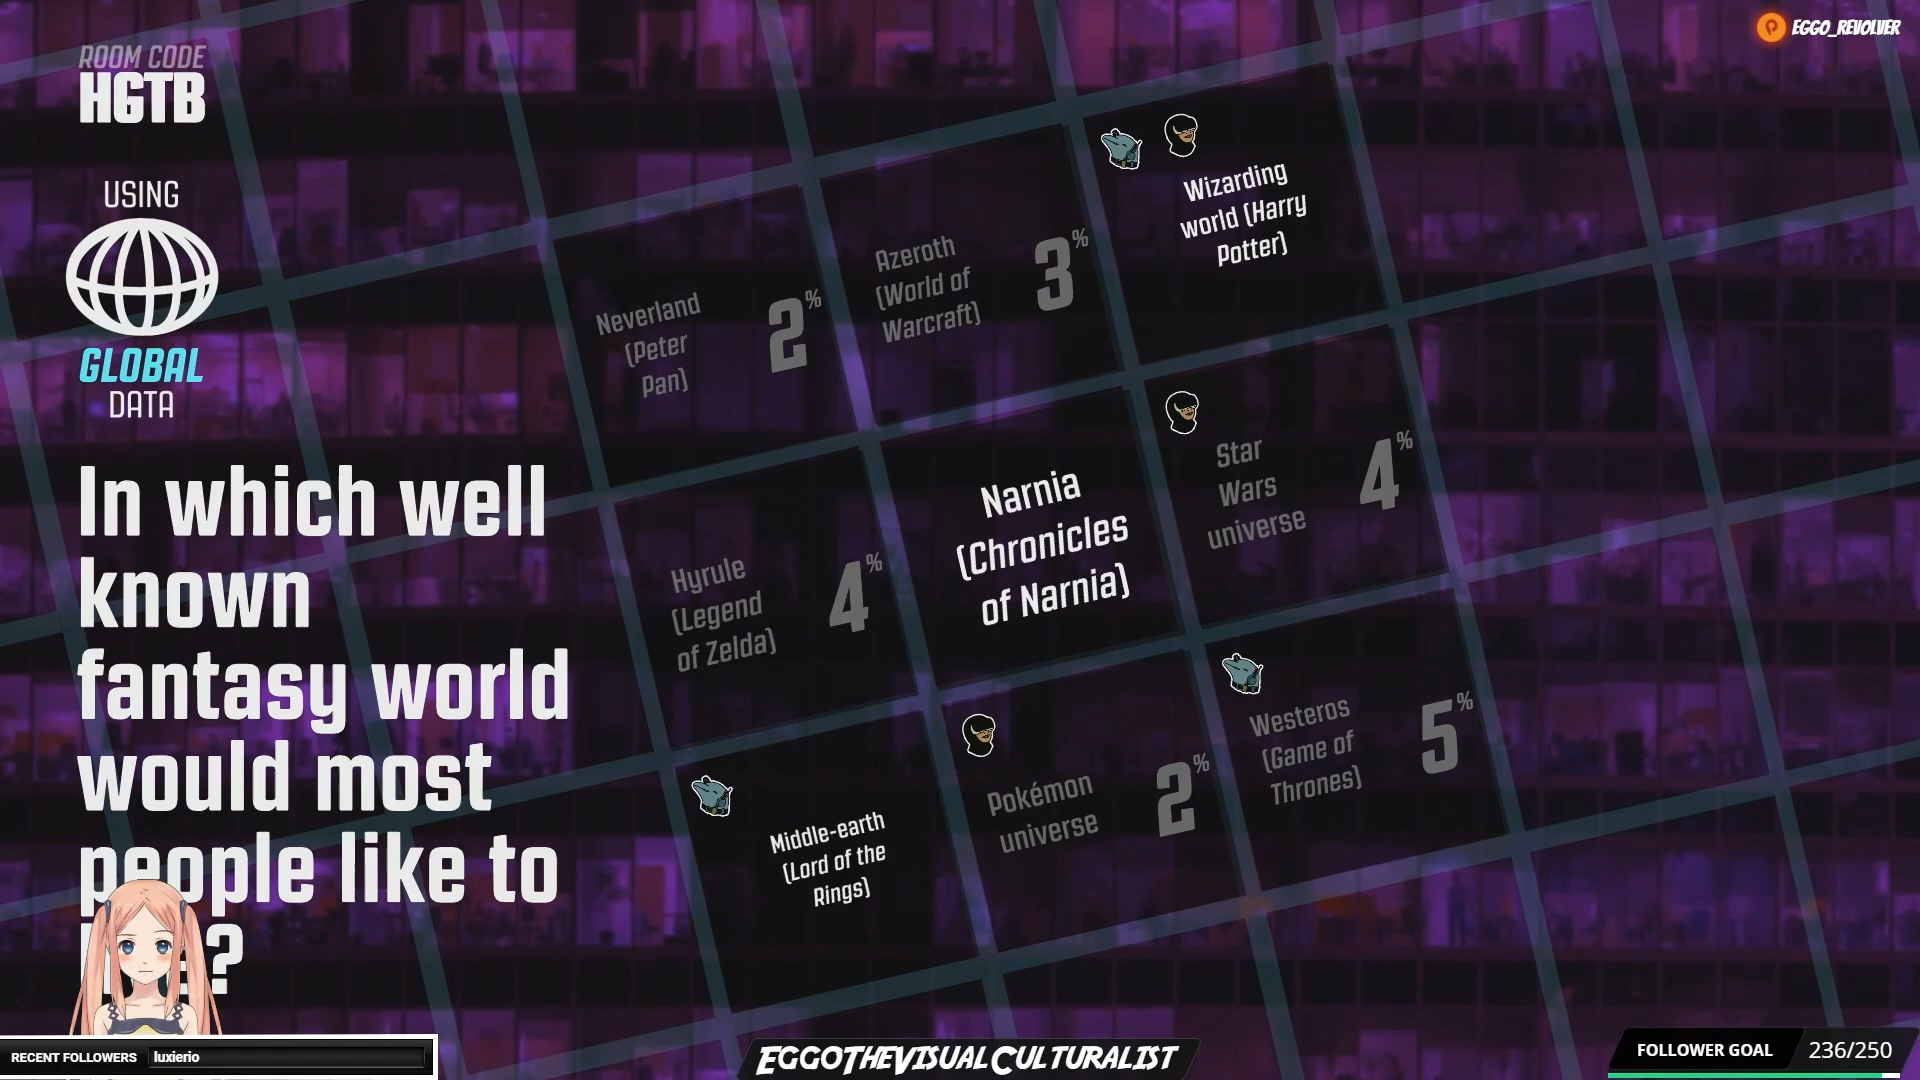 ROOM CODE
HGTB
USING
GLOBAL
DATA
In which well
known
fantasy world
would most
people like to
?
Neverland
(Peter
Pan)
2%
Azeroth
(World of
Warcraft)
3%
Wizarding
world (Harry
Potter)
Hyrule
(Legend
of Zelda)
4%
Narnia
(Chronicles
of Narnia)
Star
Wars
universe
4%
Middle-earth
(Lord of the
Rings)
Pokémon
universe
2%
Westeros
(Game of
Thrones)
5%
EGGO_REVOLVER
RECENT FOLLOWERS luxierio
EGGOTHEVISUALCULTURALIST
FOLLOWER GOAL 236/250